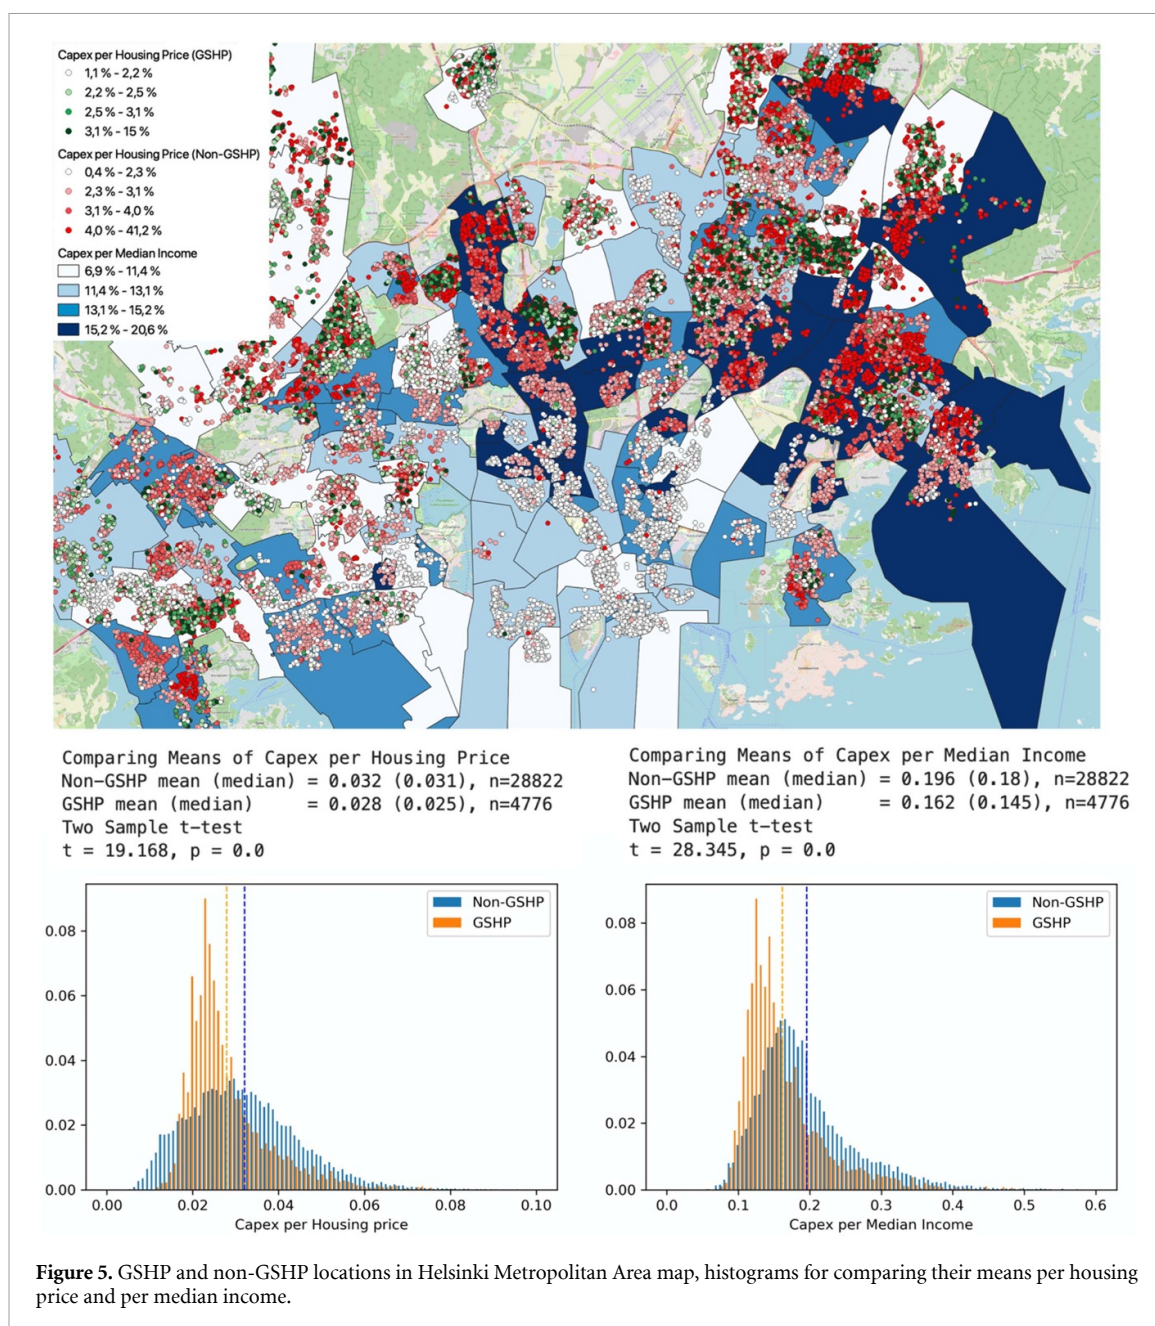 Capex per Housing Price (GSHP)
1,1 % - 2,2 %
2,2 % - 2,5 %
2,5 % - 3,1 %
3,1 % - 15 %
Capex per Housing Price (Non-GSHP)
0,4 % - 2,3 %
2,3 % - 3,1 %
3,1 % - 4,0 %
4,0 % - 41,2 %
Capex per Median Income
6,9 % - 11,4 %
11,4 % - 13,1 %
13,1 % - 15,2 %
15,2 % - 20,6 %
Comparing Means of Capex per Housing Price
Non-GSHP mean (median) = 0.032 (0.031), n=28822
GSHP mean (median) = 0.028 (0.025), n=4776
Two Sample t-test
t = 19.168, p = 0.0
Comparing Means of Capex per Median Income
Non-GSHP mean (median) = 0.196 (0.18), n=28822
GSHP mean (median) = 0.162 (0.145), n=4776
Two Sample t-test
t = 28.345, p = 0.0
Non-GSHP
GSHP
0.08
0.06
0.04
0.02
0.00
0.00 0.02 0.04 0.06 0.08 0.10
Capex per Housing price
Non-GSHP
GSHP
0.08
0.06
0.04
0.02
0.00
0.0 0.1 0.2 0.3 0.4 0.5 0.6
Capex per Median Income
Figure 5. GSHP and non-GSHP locations in Helsinki Metropolitan Area map, histograms for comparing their means per housing
price and per median income.